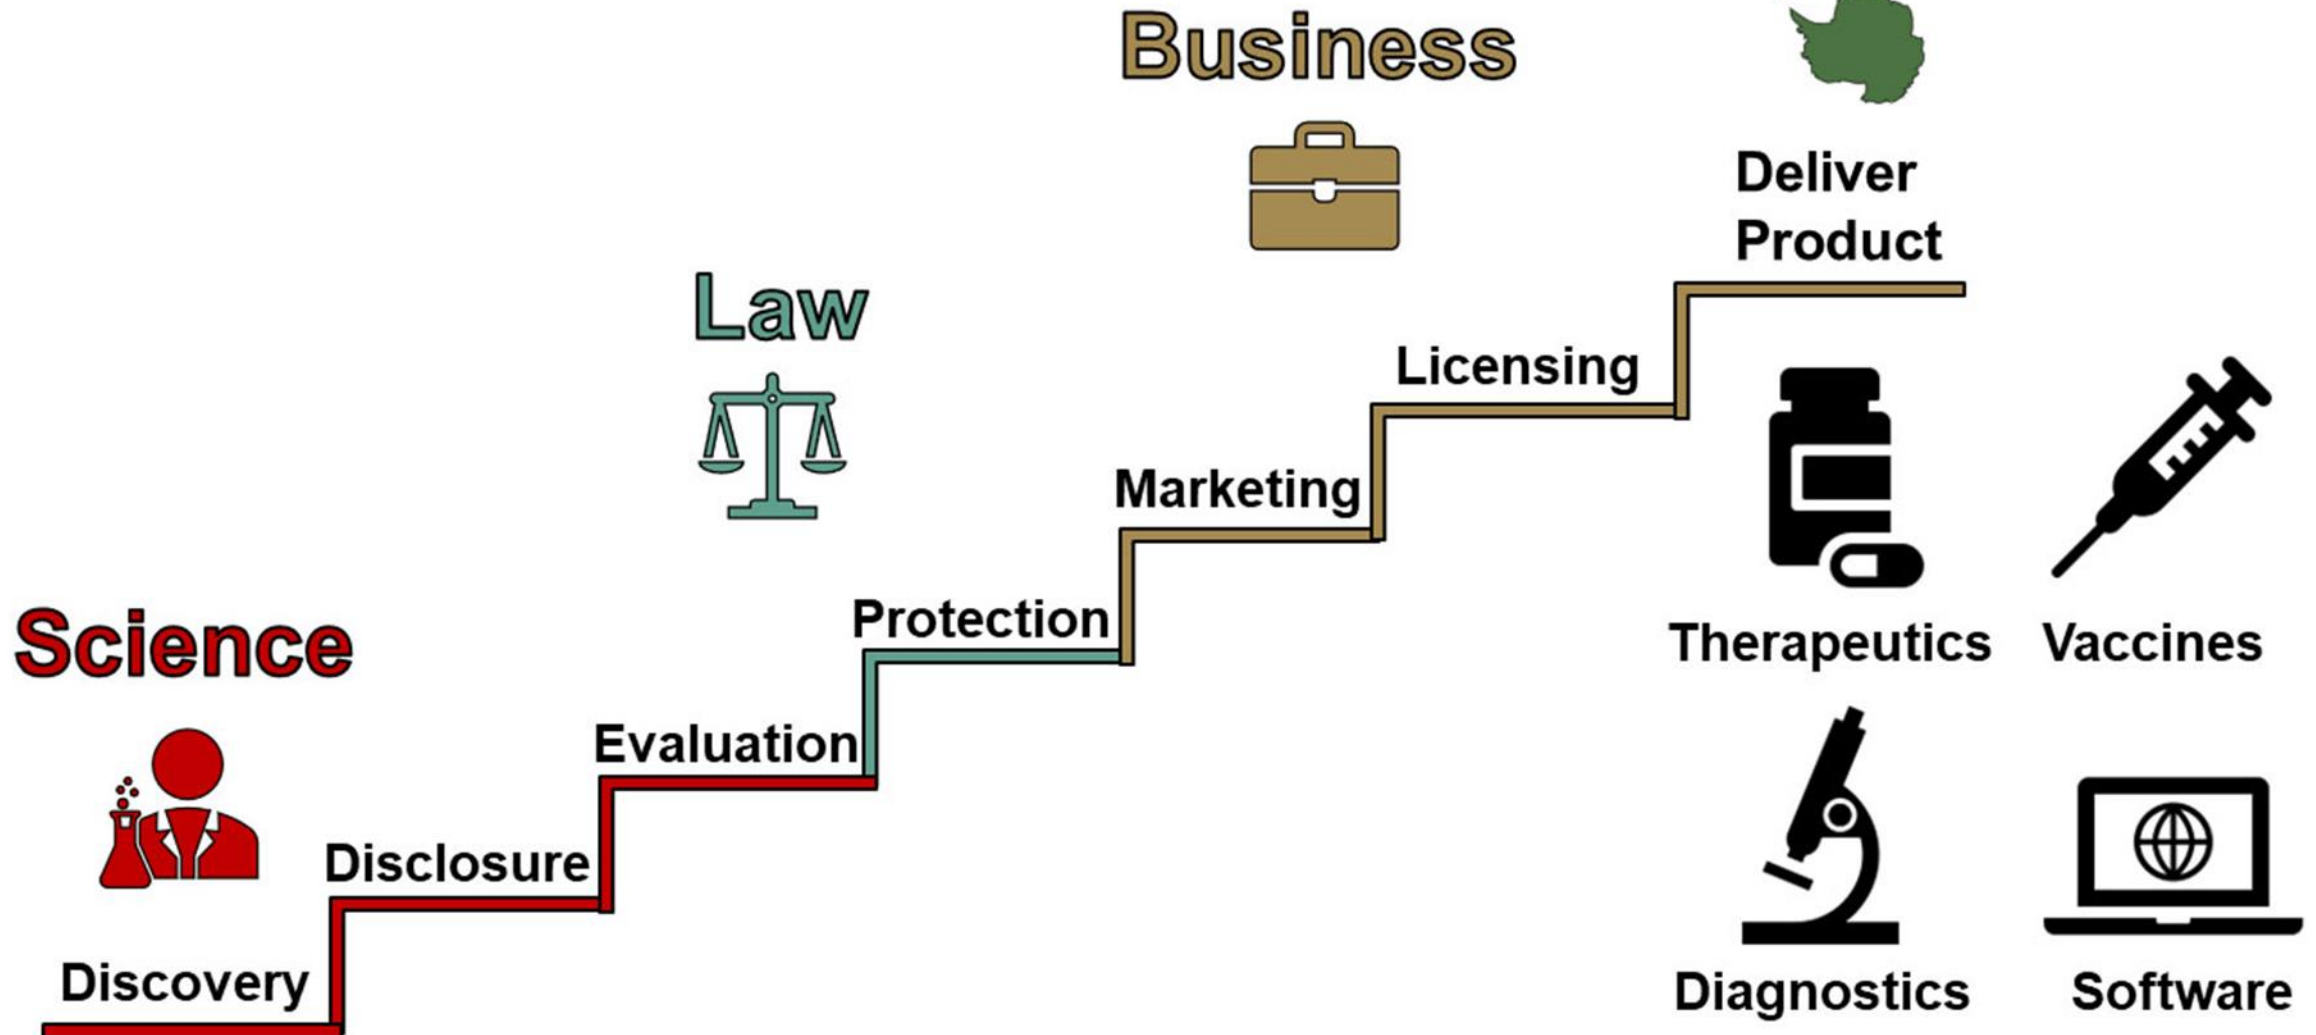 Business
Deliver
Product
Law
Licensing
Marketing
Protection
Science
Therapeutics
Vaccines
Evaluation
Disclosure
Discovery
Diagnostics
Software